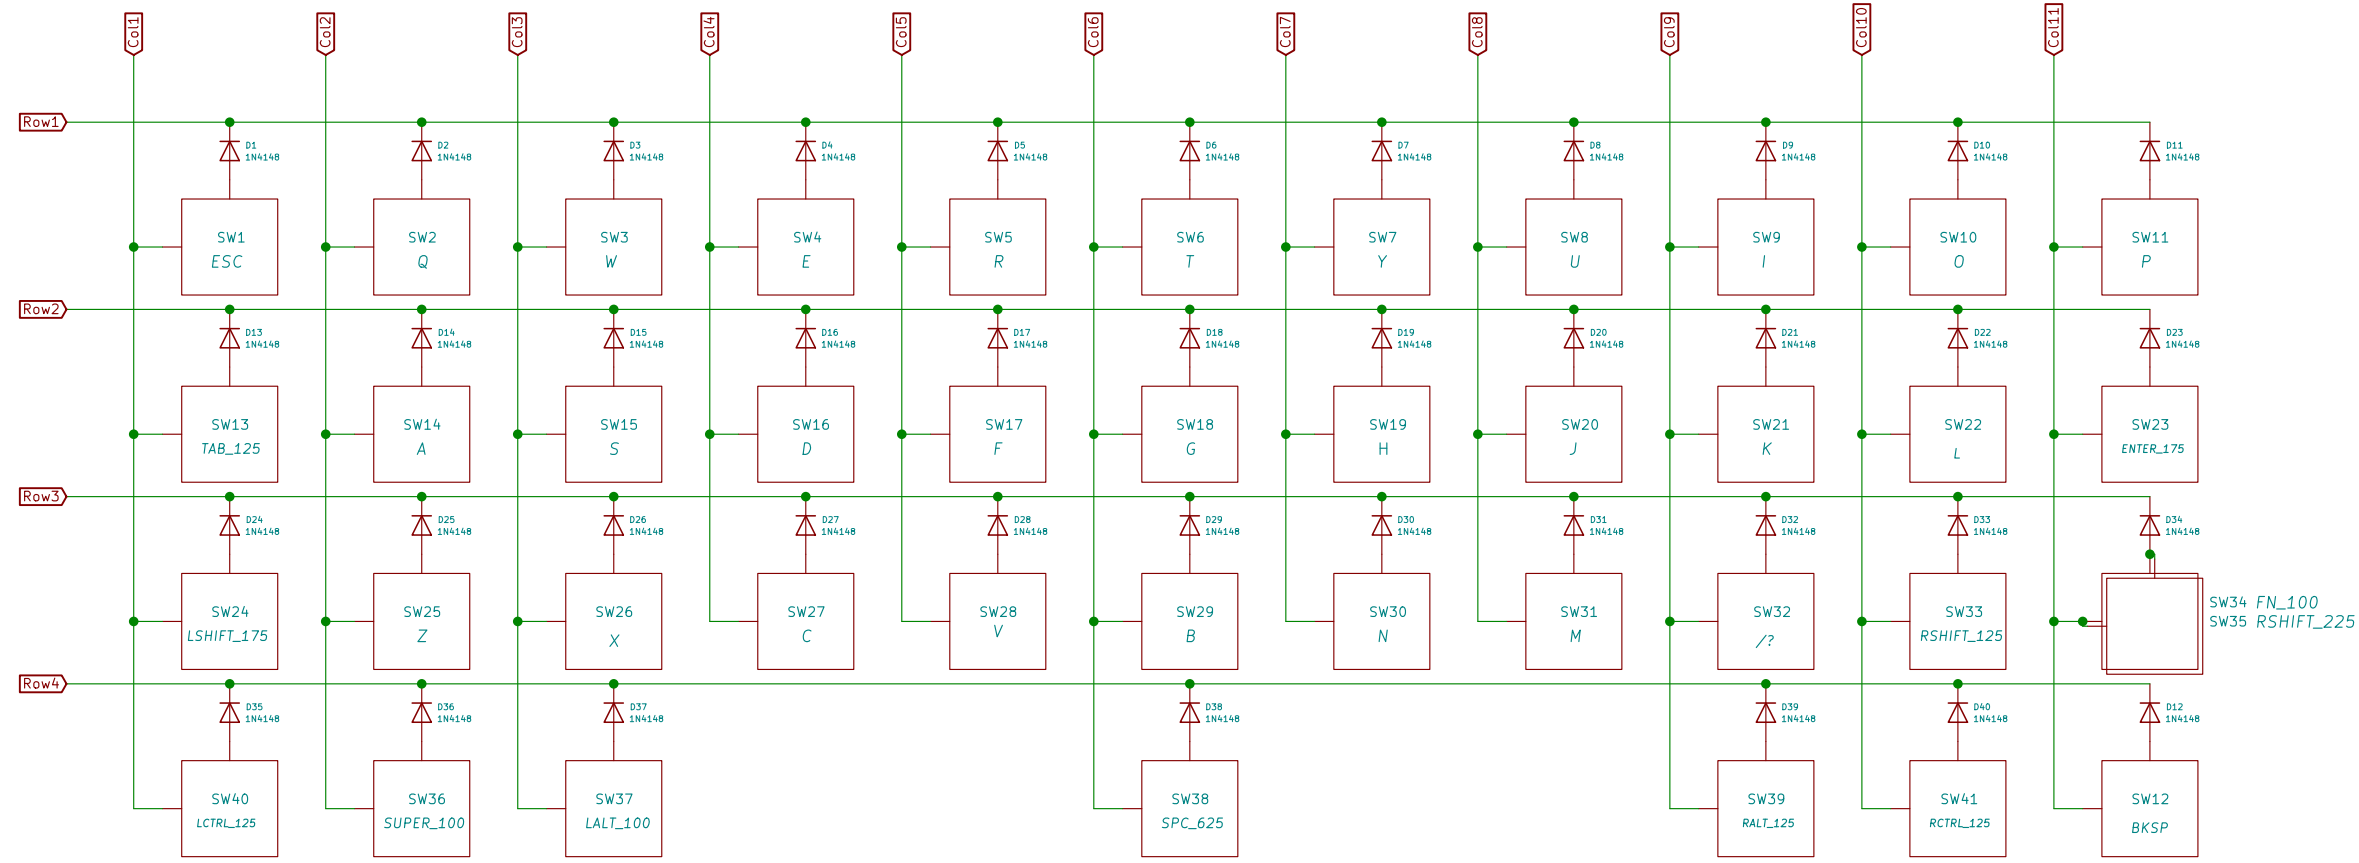 Col1 Col2 Col3 Col4 Col5 Col6 Col7 Col8 Col9 Col10 Col11
Row1
D1 D2 D3 D4 D5 D6 D7 D8 D9 D10 D11
1N4148 1N4148 1N4148 1N4148 1N4148 1N4148 1N4148 1N4148 1N4148 1N4148 1N4148
SW1 SW2 SW3 SW4 SW5 SW6 SW7 SW8 SW9 SW10 SW11
ESC Q W E R T Y U I O P
Row2
D13 D14 D15 D16 D17 D18 D19 D20 D21 D22 D23
1N4148 1N4148 1N4148 1N4148 1N4148 1N4148 1N4148 1N4148 1N4148 1N4148 1N4148
SW13 SW14 SW15 SW16 SW17 SW18 SW19 SW20 SW21 SW22 SW23
TAB_125 A S D F G H J K L ENTER_175
Row3
D24 D25 D26 D27 D28 D29 D30 D31 D32 D33 D34
1N4148 1N4148 1N4148 1N4148 1N4148 1N4148 1N4148 1N4148 1N4148 1N4148 1N4148
SW34 FN_100
SW24 SW25 SW26 SW27 SW28 SW29 SW30 SW31 SW32 SW33 SW35 RSHIFT_225
LSHIFT_175 Z X C V B N M /? RSHIFT_125
Row4
D35 D36 D37 D38 D39 D40 D12
1N4148 1N4148 1N4148 1N4148 1N4148 1N4148 1N4148
SW40 SW36 SW37 SW38 SW39 SW41 SW12
LCTRL_125 SUPER_100 LALT_100 SPC_625 RALT_125 RCTRL_125 BKSP